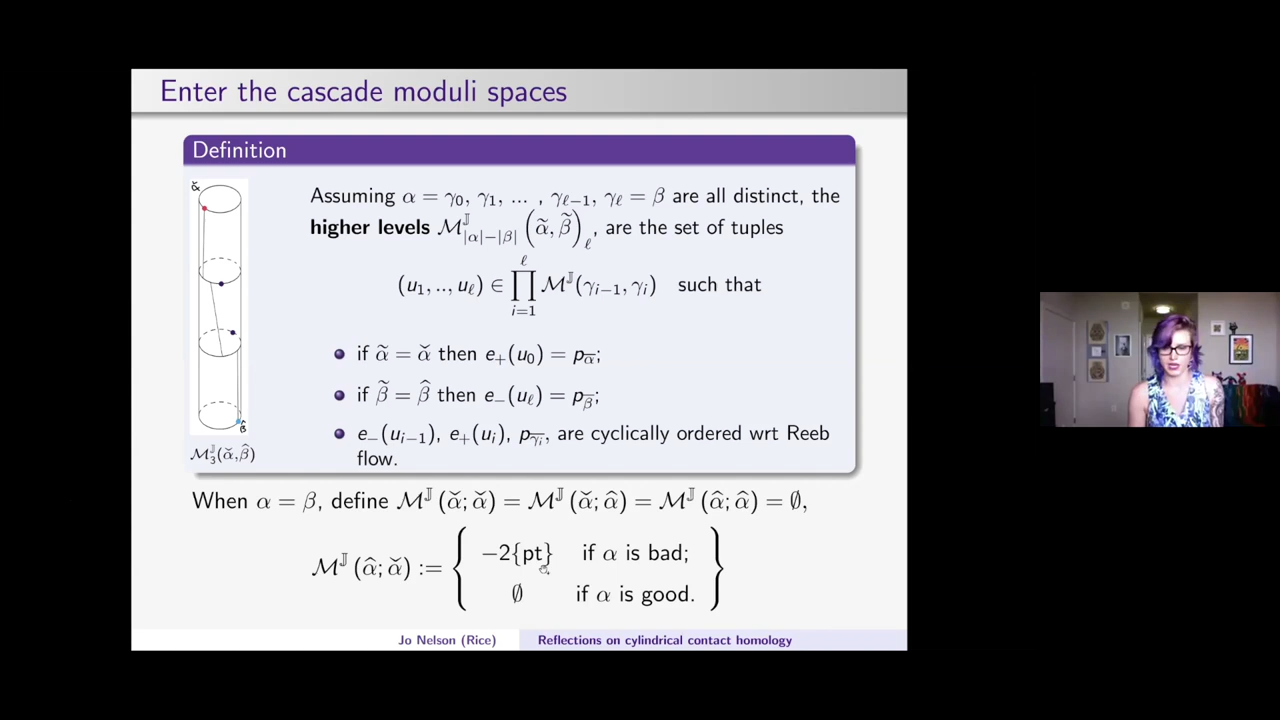 Enter the cascade moduli spaces
Definition
α̌
Assuming α = γ₀, γ₁, ... , γ_{ℓ−1}, γ_ℓ = β are all distinct, the
higher levels ℳ^𝕁_{|α|−|β|} (α̃, β̃)_ℓ, are the set of tuples
(u₁, .., u_ℓ) ∈ ∏_{i=1}^{ℓ} ℳ^𝕁(γ_{i−1}, γ_i) such that
if α̃ = α̌ then e₊(u₀) = p_{α̅};
if β̃ = β̂ then e₋(u_ℓ) = p_{β̅};
e₋(u_{i−1}), e₊(u_i), p_{γ̅_i}, are cyclically ordered wrt Reeb
flow.
β̂
ℳ^𝕁_3(α̌,β̂)
When α = β, define ℳ^𝕁 (α̌; α̌) = ℳ^𝕁 (α̌; α̂) = ℳ^𝕁 (α̂; α̂) = ∅,
ℳ^𝕁 (α̂; α̌) := { −2{pt} if α is bad;
∅ if α is good. }
Jo Nelson (Rice) Reflections on cylindrical contact homology